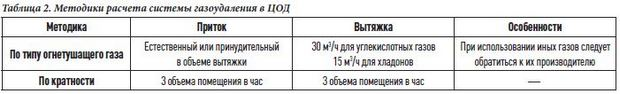 Таблица 2. Методики расчета системы газоудаления в ЦОД
Методика Приток Вытяжка Особенности
По типу огнетушащего газа Естественный или принудительный в объеме вытяжки 30 м³/ч для углекислотных газов 15 м³/ч для хладонов При использовании иных газов следует обратиться к их производителю
По кратности 3 объема помещения в час 3 объема помещения в час —